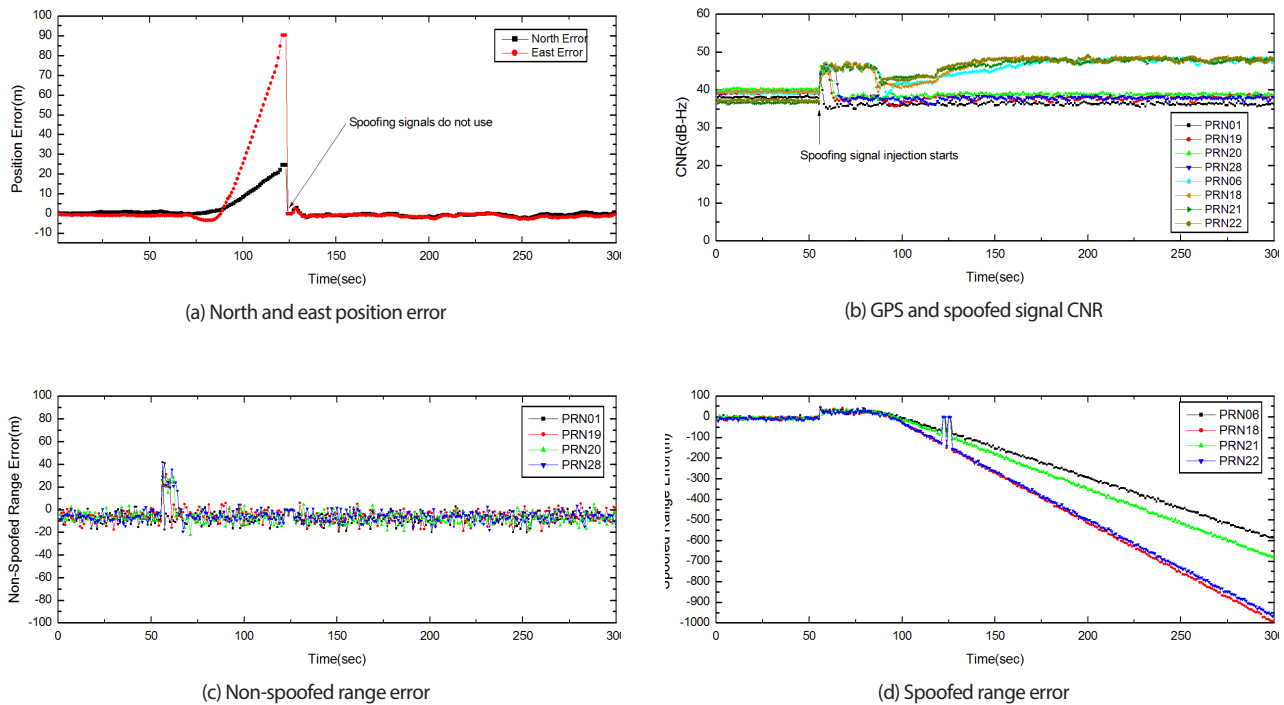 Position Error(m)
100
90
80
70
60
50
40
30
20
10
0
-10
North Error
East Error
Spoofing signals do not use
50
100
150
200
250
300
Time(sec)
(a) North and east position error
CNR(dB-Hz)
60
50
40
30
20
10
0
Spoofing signal injection starts
PRN01
PRN19
PRN20
PRN28
PRN06
PRN18
PRN21
PRN22
0
50
100
150
200
250
300
Time(sec)
(b) GPS and spoofed signal CNR
Non-Spoofed Range Error(m)
100
80
60
40
20
0
-20
-40
-60
-80
-100
PRN01
PRN19
PRN20
PRN28
0
50
100
150
200
250
300
Time(sec)
(c) Non-spoofed range error
Spoofed Range Error(m)
100
0
-100
-200
-300
-400
-500
-600
-700
-800
-900
-1000
PRN06
PRN18
PRN21
PRN22
0
50
100
150
200
250
300
Time(sec)
(d) Spoofed range error